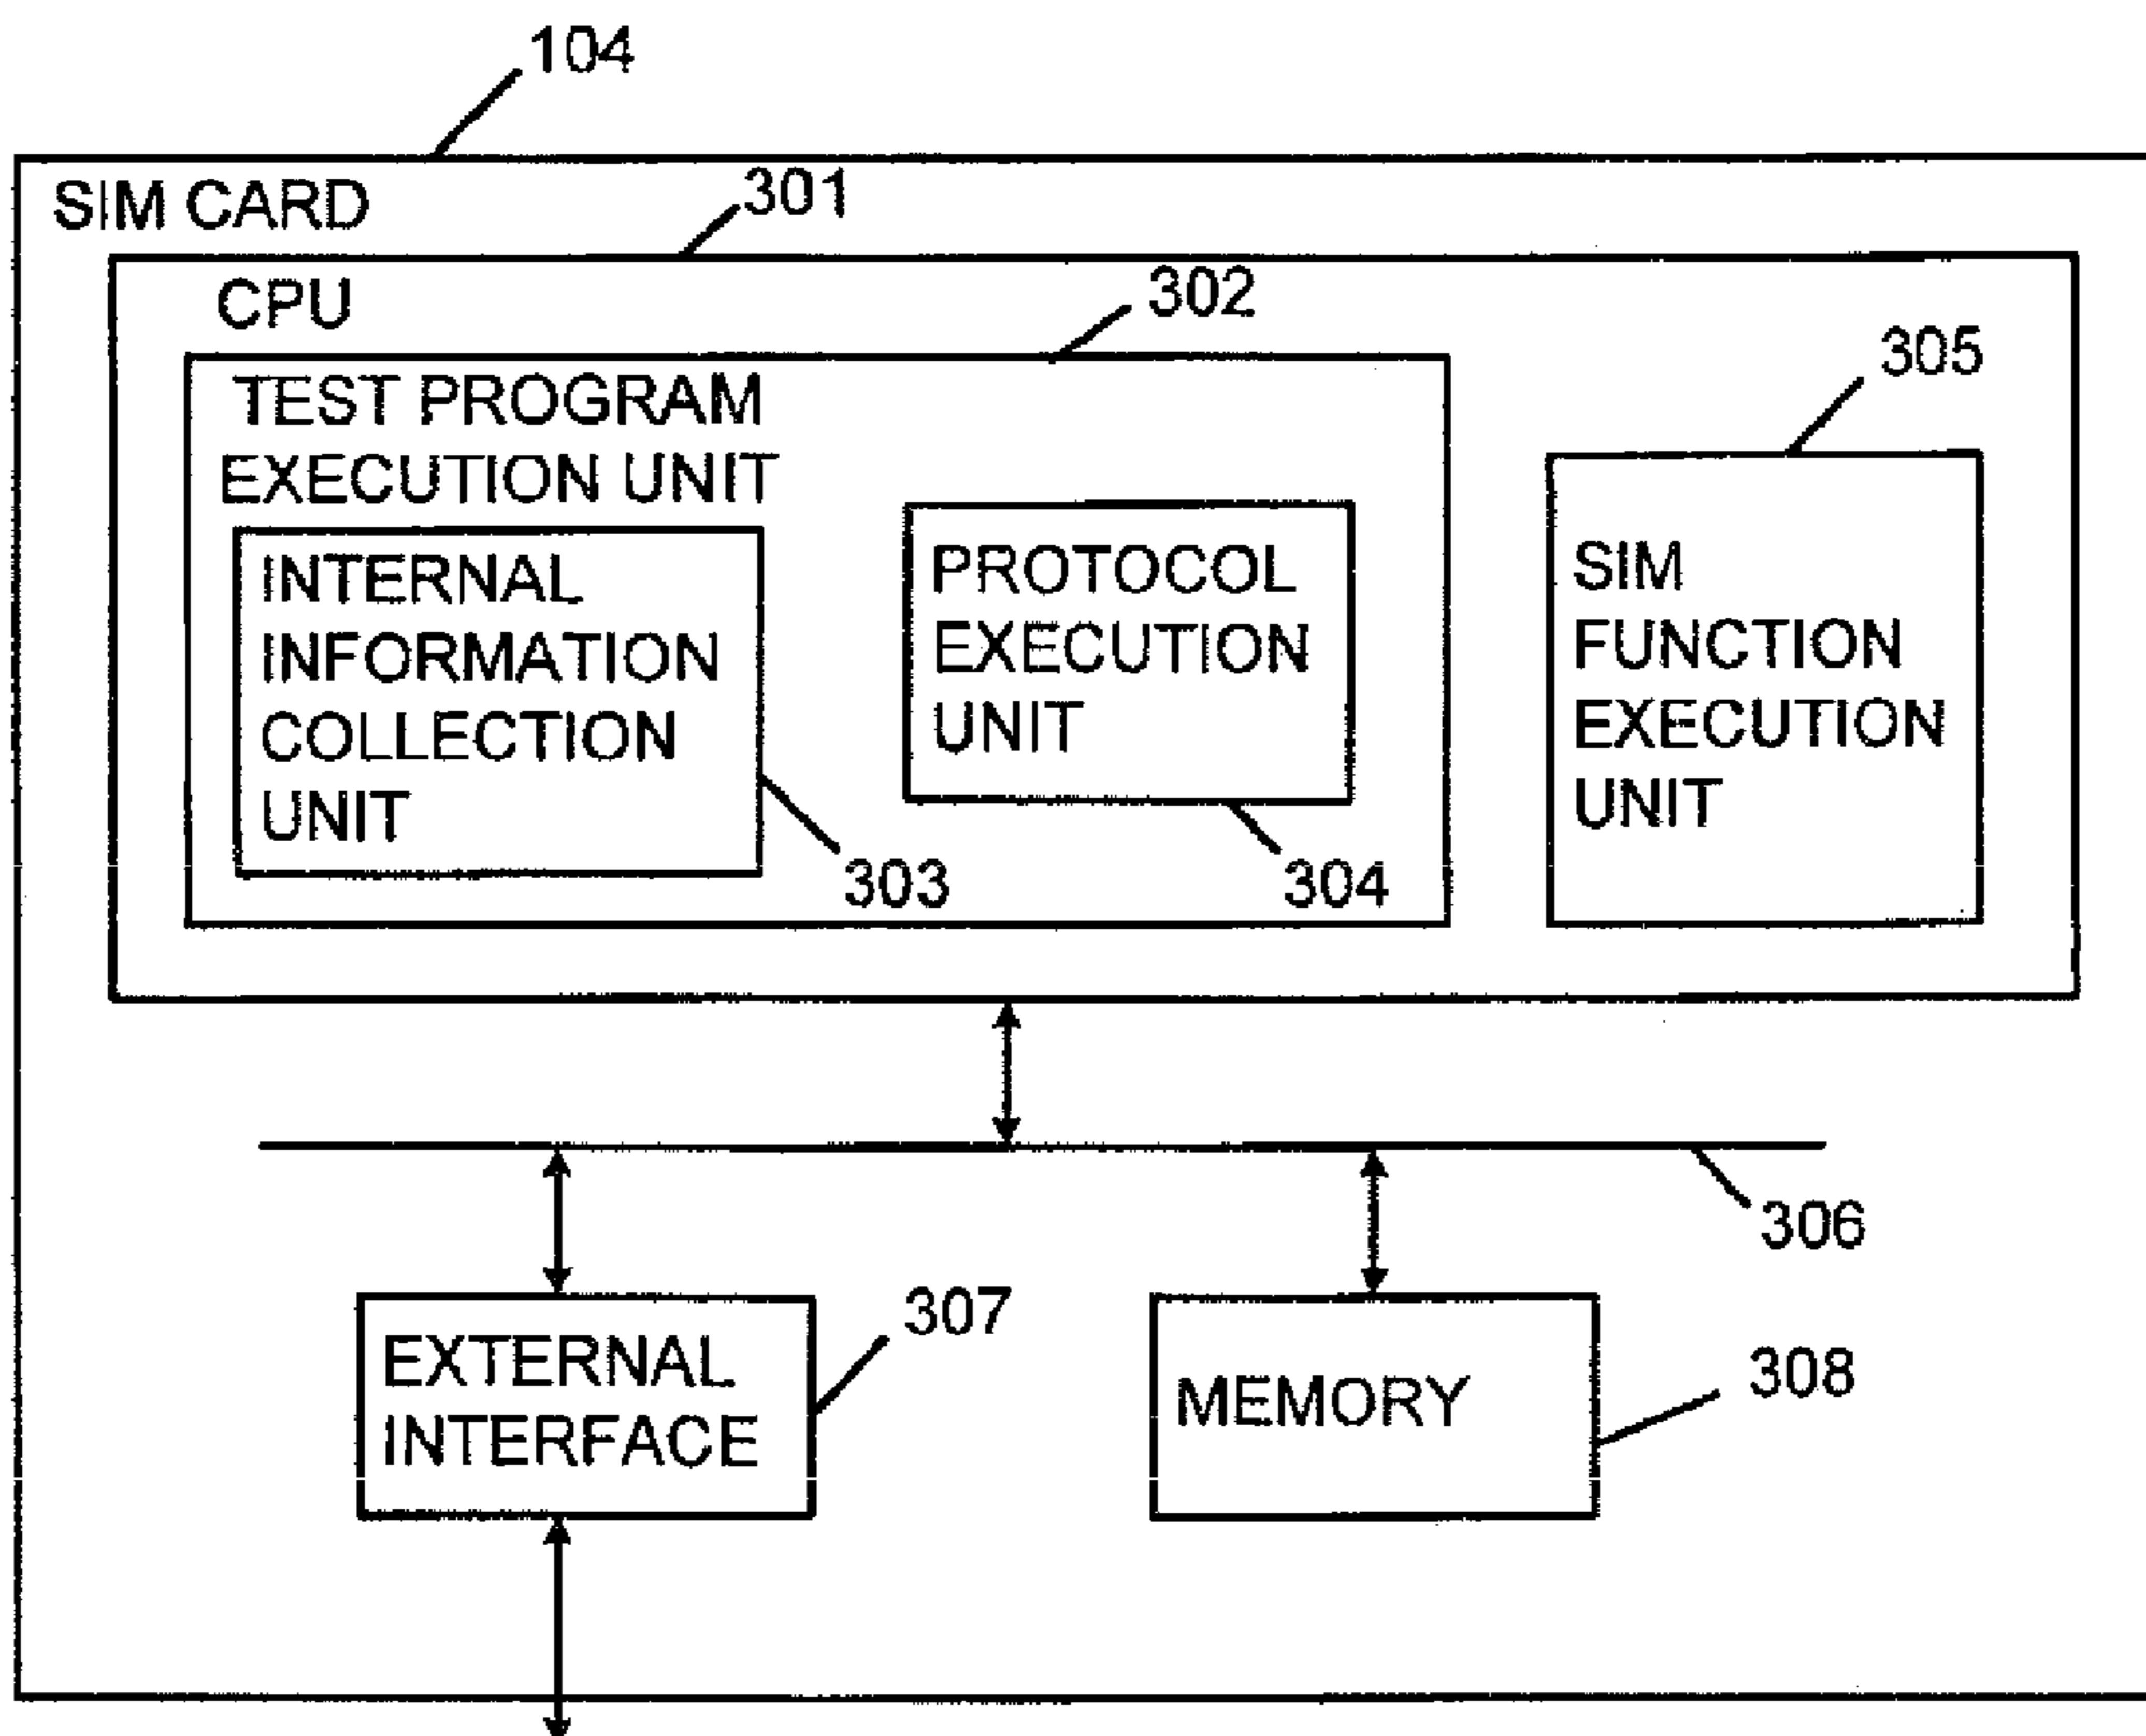 104
SIM CARD
301
CPU
302
305
TEST PROGRAM
EXECUTION UNIT
INTERNAL
INFORMATION
COLLECTION
UNIT
303
PROTOCOL
EXECUTION
UNIT
304
SIM
FUNCTION
EXECUTION
UNIT
306
EXTERNAL
INTERFACE
307
MEMORY
308